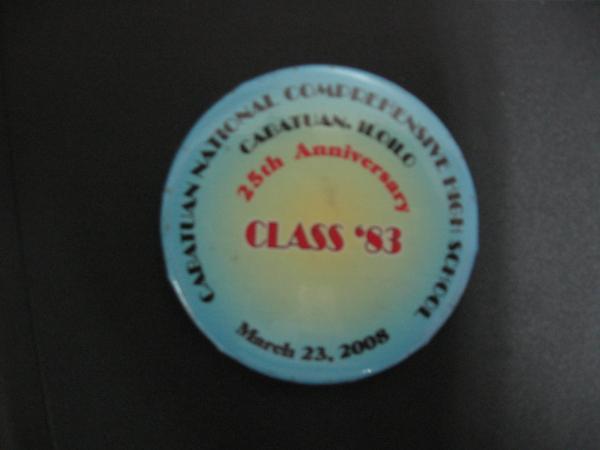 CABATUAN NATIONAL COMPREHENSIVE HIGH SCHOOL
CABATUAN, ILOILO
25th Anniversary
CLASS '83
March 23, 2008